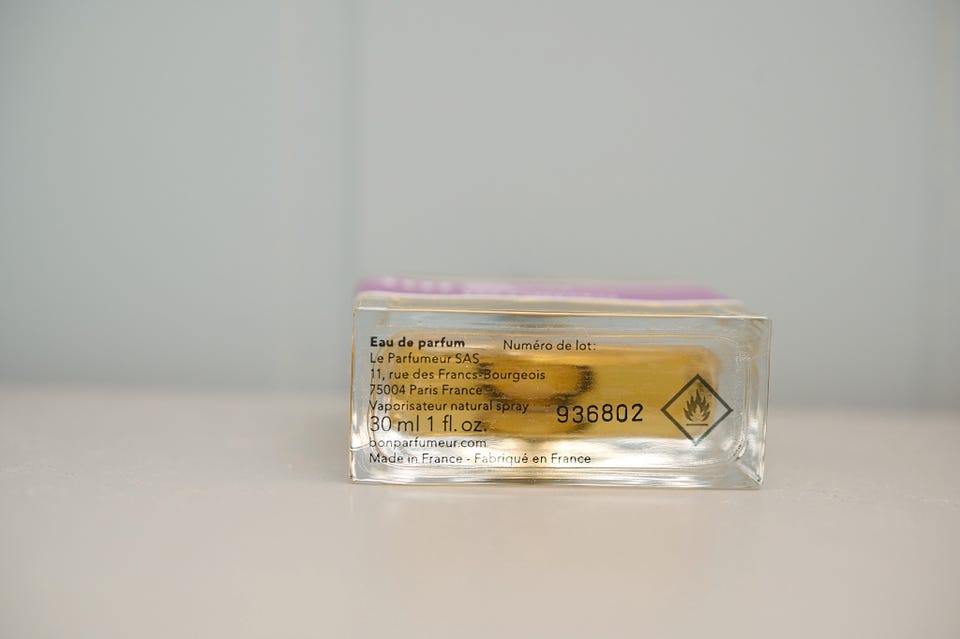 Eau de parfum
Numéro de lot:
Le Parfumeur SAS
11, rue des Francs-Bourgeois
75004 Paris France
Vaporisateur natural spray
936802
30 ml 1 fl. oz.
bonparfumeur.com
Made in France - Fabriqué en France